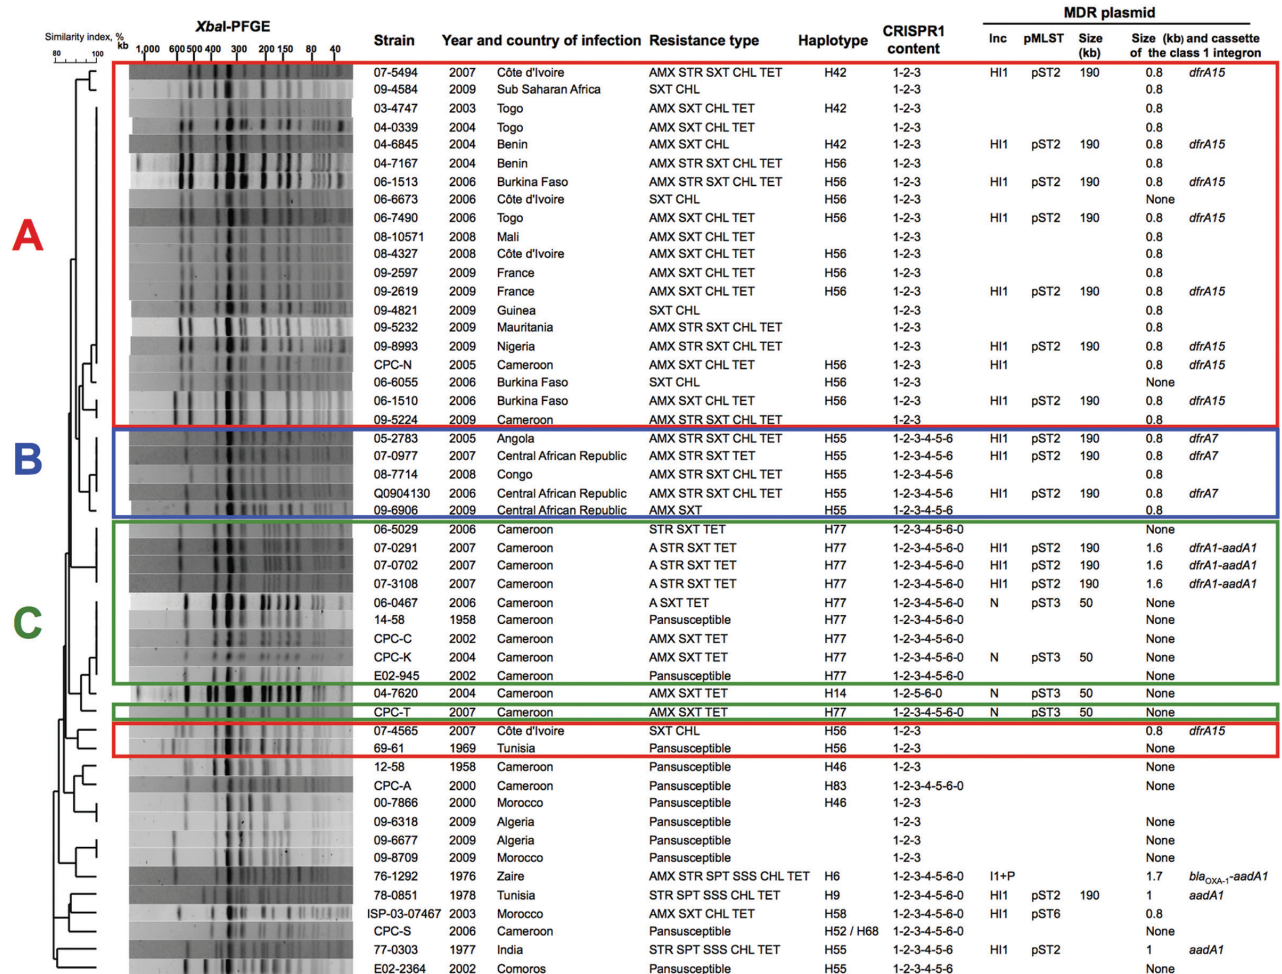 MDR plasmid
XbaI-PFGE
Similarity index, %
80 100
kb 1,000 600 500 400 300 200 150 80 40
Strain Year and country of infection Resistance type Haplotype CRISPR1 content Inc pMLST Size (kb) Size (kb) and cassette of the class 1 integron
A
07-5494 2007 Côte d'Ivoire AMX STR SXT CHL TET H42 1-2-3 HI1 pST2 190 0.8 dfrA15
09-4584 2009 Sub Saharan Africa SXT CHL 1-2-3 0.8
03-4747 2003 Togo AMX SXT CHL TET H42 1-2-3 0.8
04-0339 2004 Togo AMX SXT CHL TET 1-2-3 0.8
04-6845 2004 Benin AMX SXT CHL H42 1-2-3 HI1 pST2 190 0.8 dfrA15
04-7167 2004 Benin AMX STR SXT CHL TET H56 1-2-3 0.8
06-1513 2006 Burkina Faso AMX STR SXT CHL TET H56 1-2-3 HI1 pST2 190 0.8 dfrA15
06-6673 2006 Côte d'Ivoire SXT CHL H56 1-2-3 None
06-7490 2006 Togo AMX SXT CHL TET H56 1-2-3 HI1 pST2 190 0.8 dfrA15
08-10571 2008 Mali AMX SXT CHL TET 1-2-3 0.8
08-4327 2008 Côte d'Ivoire AMX SXT CHL TET H56 1-2-3 0.8
09-2597 2009 France AMX SXT CHL TET H56 1-2-3 0.8
09-2619 2009 France AMX SXT CHL TET H56 1-2-3 HI1 pST2 190 0.8 dfrA15
09-4821 2009 Guinea SXT CHL 1-2-3 0.8
09-5232 2009 Mauritania AMX STR SXT CHL TET 1-2-3 0.8
09-8993 2009 Nigeria AMX STR SXT CHL TET 1-2-3 HI1 pST2 190 0.8 dfrA15
CPC-N 2005 Cameroon AMX SXT CHL TET H56 1-2-3 HI1 0.8 dfrA15
06-6055 2006 Burkina Faso SXT CHL H56 1-2-3 None
06-1510 2006 Burkina Faso AMX SXT CHL TET H56 1-2-3 HI1 pST2 190 0.8 dfrA15
09-5224 2009 Cameroon AMX STR SXT CHL TET 1-2-3 0.8
B
05-2783 2005 Angola AMX STR SXT CHL TET H55 1-2-3-4-5-6 HI1 pST2 190 0.8 dfrA7
07-0977 2007 Central African Republic AMX STR SXT TET H55 1-2-3-4-5-6 HI1 pST2 190 0.8 dfrA7
08-7714 2008 Congo AMX STR SXT CHL TET H55 1-2-3-4-5-6 0.8
Q0904130 2006 Central African Republic AMX STR SXT CHL TET H55 1-2-3-4-5-6 HI1 pST2 190 0.8 dfrA7
09-6906 2009 Central African Republic AMX SXT H55 1-2-3-4-5-6 0.8
C
06-5029 2006 Cameroon STR SXT TET H77 1-2-3-4-5-6-0 None
07-0291 2007 Cameroon A STR SXT TET H77 1-2-3-4-5-6-0 HI1 pST2 190 1.6 dfrA1-aadA1
07-0702 2007 Cameroon A STR SXT TET H77 1-2-3-4-5-6-0 HI1 pST2 190 1.6 dfrA1-aadA1
07-3108 2007 Cameroon A STR SXT TET H77 1-2-3-4-5-6-0 HI1 pST2 190 1.6 dfrA1-aadA1
06-0467 2006 Cameroon A SXT TET H77 1-2-3-4-5-6-0 N pST3 50 None
14-58 1958 Cameroon Pansusceptible H77 1-2-3-4-5-6-0 None
CPC-C 2002 Cameroon AMX SXT TET H77 1-2-3-4-5-6-0 None
CPC-K 2004 Cameroon AMX SXT TET H77 1-2-3-4-5-6-0 N pST3 50 None
E02-945 2002 Cameroon Pansusceptible H77 1-2-3-4-5-6-0 None
04-7620 2004 Cameroon AMX SXT TET H14 1-2-5-6-0 N pST3 50 None
CPC-T 2007 Cameroon AMX SXT TET H77 1-2-3-4-5-6-0 N pST3 50 None
07-4565 2007 Côte d'Ivoire SXT CHL H56 1-2-3 0.8 dfrA15
69-61 1969 Tunisia Pansusceptible H56 1-2-3 None
12-58 1958 Cameroon Pansusceptible H46 1-2-3
CPC-A 2000 Cameroon Pansusceptible H83 1-2-3-4-5-6-0 None
00-7866 2000 Morocco Pansusceptible H46 1-2-3
09-6318 2009 Algeria Pansusceptible 1-2-3 None
09-6677 2009 Algeria Pansusceptible 1-2-3 None
09-8709 2009 Morocco Pansusceptible 1-2-3 None
76-1292 1976 Zaire AMX STR SPT SSS CHL TET H6 1-2-3-4-5-6-0 I1+P 1.7 blaOXA-1-aadA1
78-0851 1978 Tunisia STR SPT SSS CHL TET H9 1-2-3-4-5-6-0 HI1 pST2 190 1 aadA1
ISP-03-07467 2003 Morocco AMX SXT CHL TET H58 1-2-3-4-5-6-0 HI1 pST6 0.8
CPC-S 2006 Cameroon Pansusceptible H52 / H68 1-2-3-4-5-6-0 None
77-0303 1977 India STR SPT SSS CHL TET H55 1-2-3-4-5-6 HI1 pST2 1 aadA1
E02-2364 2002 Comoros Pansusceptible H55 1-2-3-4-5-6 None